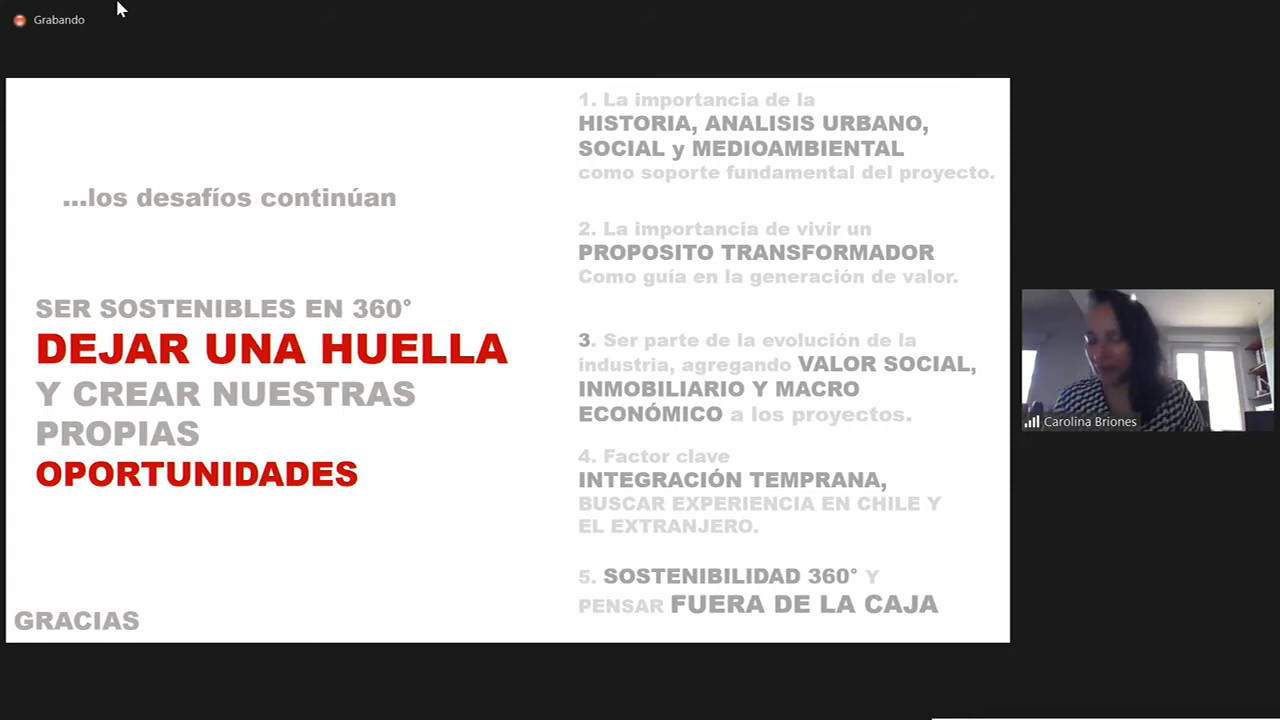 Grabando
...los desafíos continúan
SER SOSTENIBLES EN 360°
DEJAR UNA HUELLA
Y CREAR NUESTRAS
PROPIAS
OPORTUNIDADES
GRACIAS
1. La importancia de la
HISTORIA, ANALISIS URBANO,
SOCIAL y MEDIOAMBIENTAL
como soporte fundamental del proyecto.
2. La importancia de vivir un
PROPOSITO TRANSFORMADOR
Como guía en la generación de valor.
3. Ser parte de la evolución de la
industria, agregando VALOR SOCIAL,
INMOBILIARIO Y MACRO
ECONÓMICO a los proyectos.
4. Factor clave
INTEGRACIÓN TEMPRANA,
BUSCAR EXPERIENCIA EN CHILE Y
EL EXTRANJERO.
5. SOSTENIBILIDAD 360° Y
PENSAR FUERA DE LA CAJA
Carolina Briones